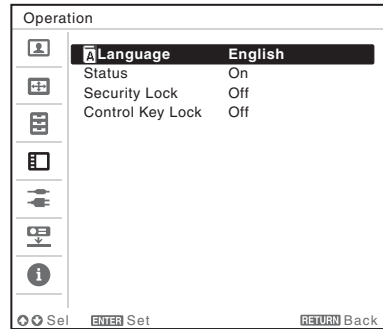 Operation
A Language English
Status On
Security Lock Off
Control Key Lock Off
Sel ENTER Set RETURN Back